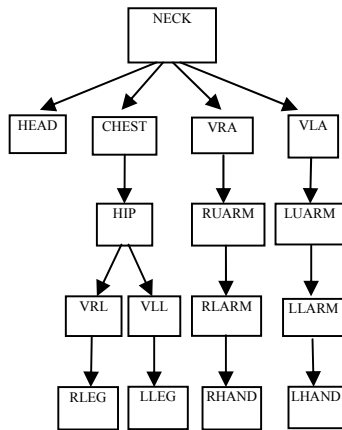 NECK
HEAD CHEST VRA VLA
HIP RUARM LUARM
VRL VLL RLARM LLARM
RLEG LLEG RHAND LHAND